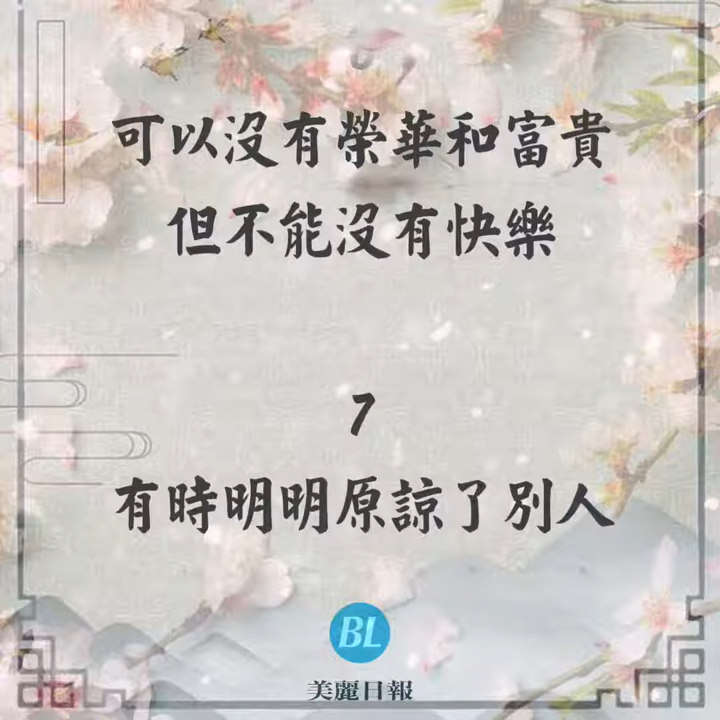 可以沒有榮華和富貴
但不能沒有快樂
7
有時明明原諒了別人
BL
美麗日報